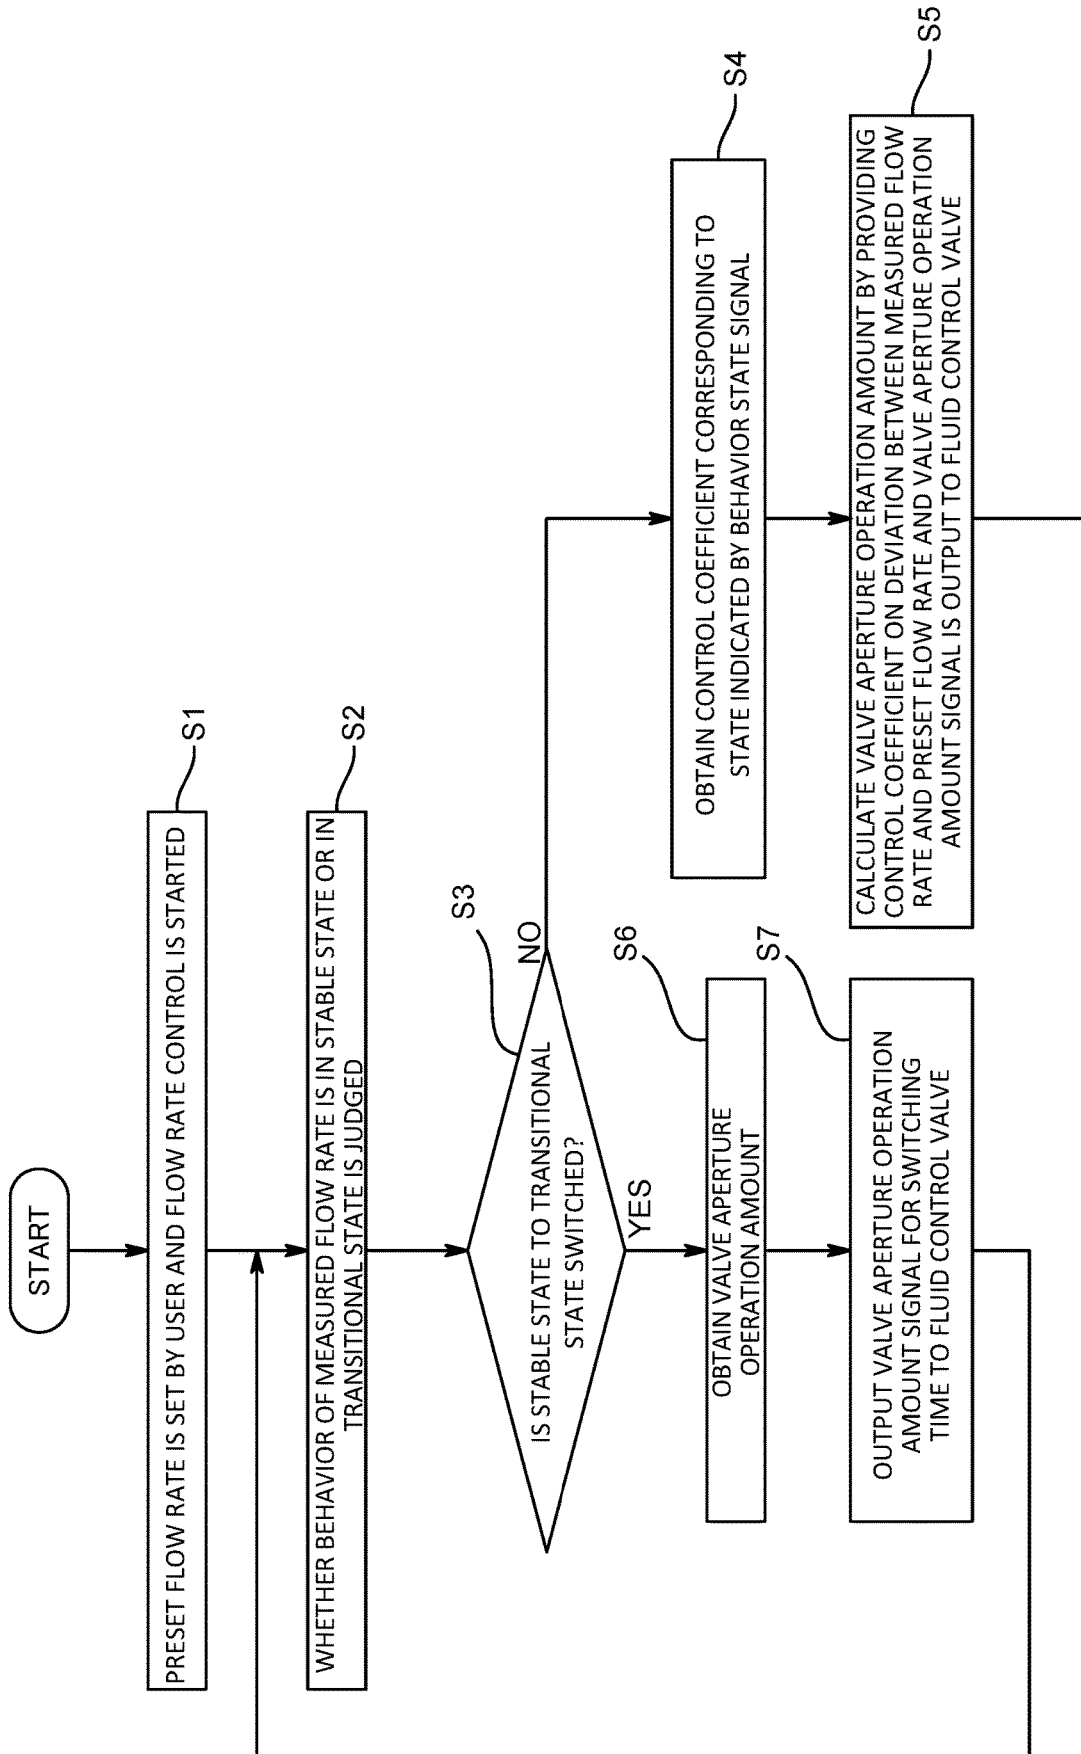 START
PRESET FLOW RATE IS SET BY USER AND FLOW RATE CONTROL IS STARTED
S1
WHETHER BEHAVIOR OF MEASURED FLOW RATE IS IN STABLE STATE OR IN
TRANSITIONAL STATE IS JUDGED
S2
IS STABLE STATE TO TRANSITIONAL
STATE SWITCHED?
S3
NO
YES
OBTAIN CONTROL COEFFICIENT CORRESPONDING TO
STATE INDICATED BY BEHAVIOR STATE SIGNAL
S4
CALCULATE VALVE APERTURE OPERATION AMOUNT BY PROVIDING
CONTROL COEFFICIENT ON DEVIATION BETWEEN MEASURED FLOW
RATE AND PRESET FLOW RATE AND VALVE APERTURE OPERATION
AMOUNT SIGNAL IS OUTPUT TO FLUID CONTROL VALVE
S5
OBTAIN VALVE APERTURE
OPERATION AMOUNT
S6
OUTPUT VALVE APERTURE OPERATION
AMOUNT SIGNAL FOR SWITCHING
TIME TO FLUID CONTROL VALVE
S7